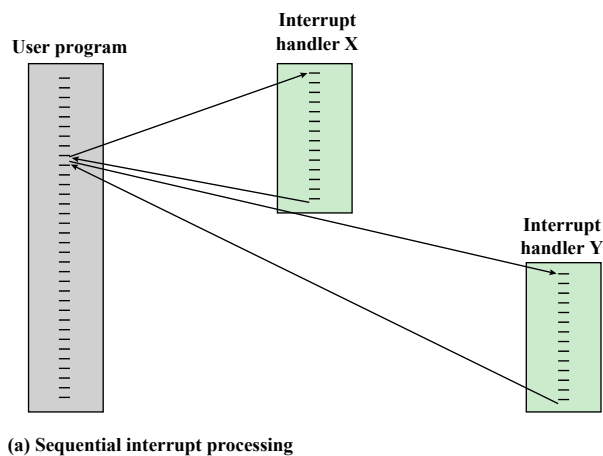 Interrupt
handler X
User program
Interrupt
handler Y
(a) Sequential interrupt processing